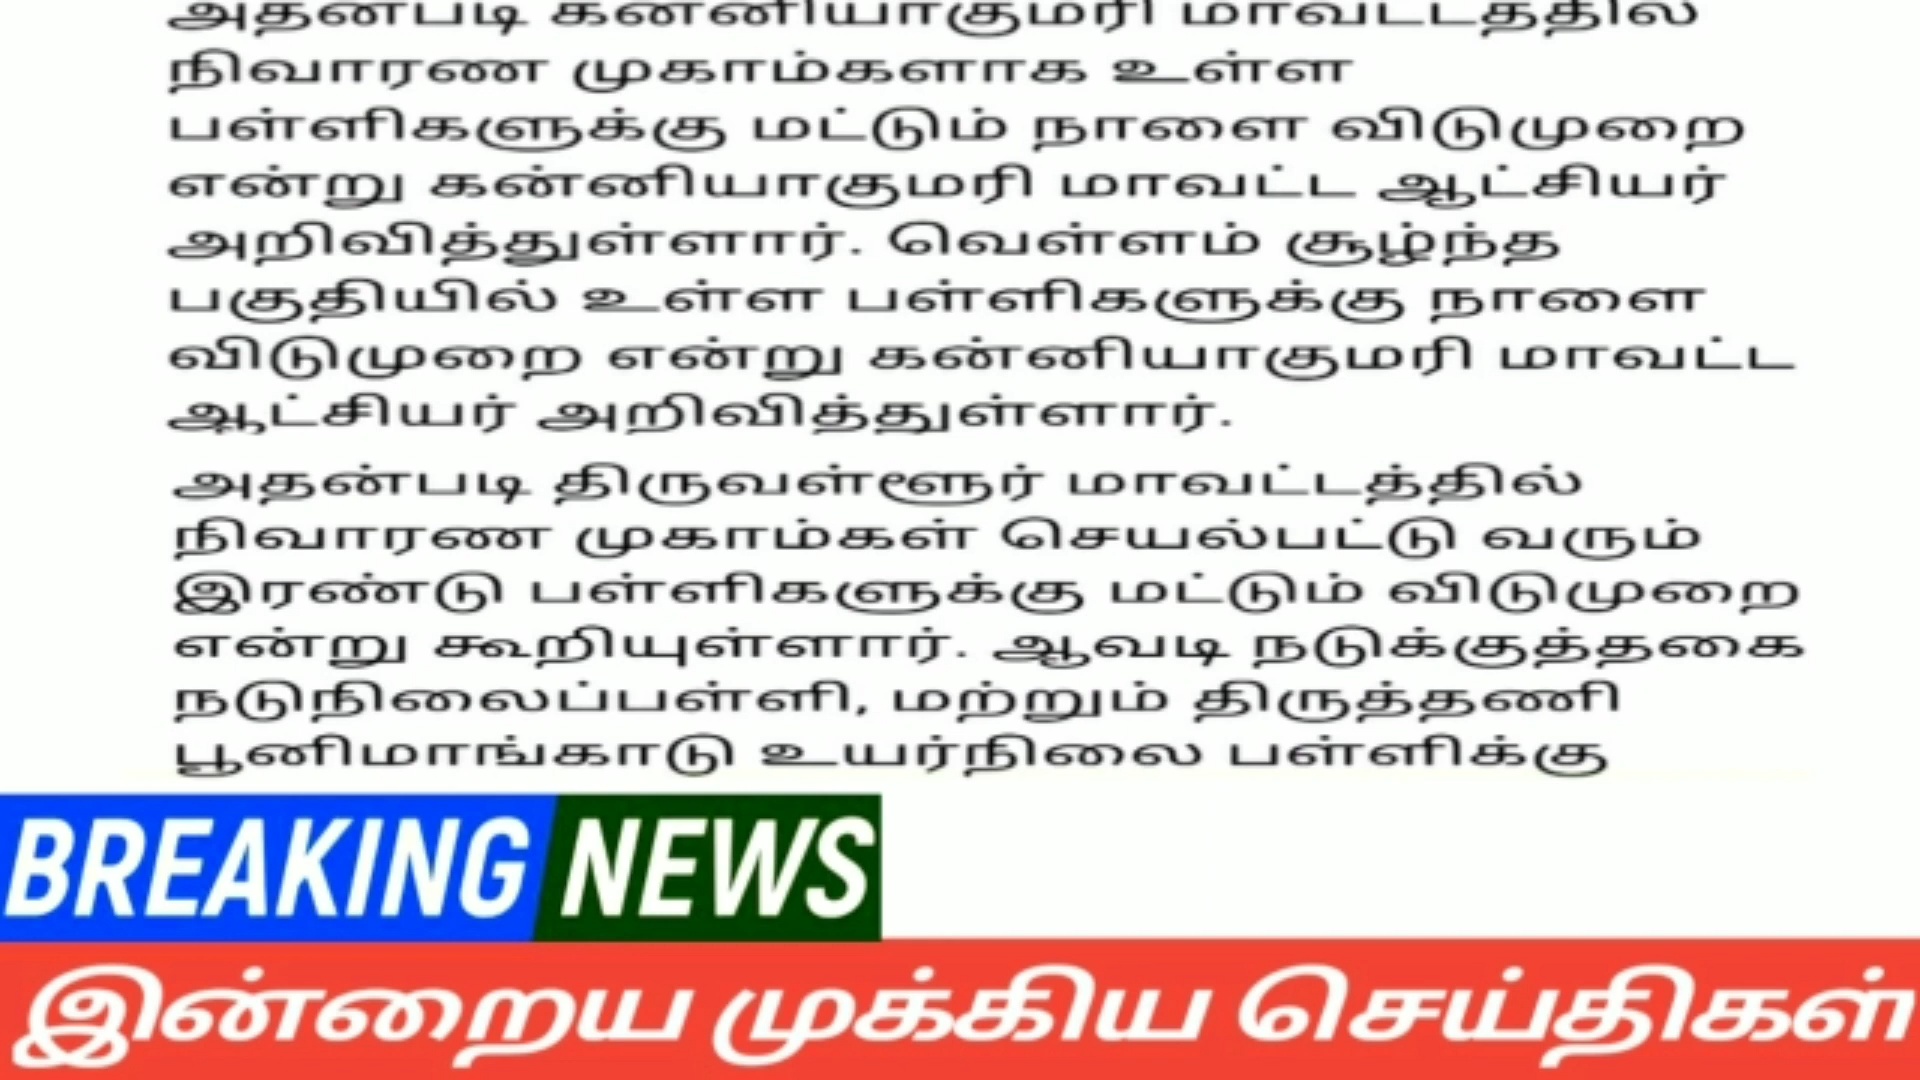 அதன்படி கன்னியாகுமரி மாவட்டத்தில்
நிவாரண முகாம்களாக உள்ள
பள்ளிகளுக்கு மட்டும் நாளை விடுமுறை
என்று கன்னியாகுமரி மாவட்ட ஆட்சியர்
அறிவித்துள்ளார். வெள்ளம் சூழ்ந்த
பகுதியில் உள்ள பள்ளிகளுக்கு நாளை
விடுமுறை என்று கன்னியாகுமரி மாவட்ட
ஆட்சியர் அறிவித்துள்ளார்.
அதன்படி திருவள்ளூர் மாவட்டத்தில்
நிவாரண முகாம்கள் செயல்பட்டு வரும்
இரண்டு பள்ளிகளுக்கு மட்டும் விடுமுறை
என்று கூறியுள்ளார். ஆவடி நடுக்குத்தகை
நடுநிலைப்பள்ளி, மற்றும் திருத்தணி
பூனிமாங்காடு உயர்நிலை பள்ளிக்கு
BREAKING NEWS
இன்றைய முக்கிய செய்திகள்